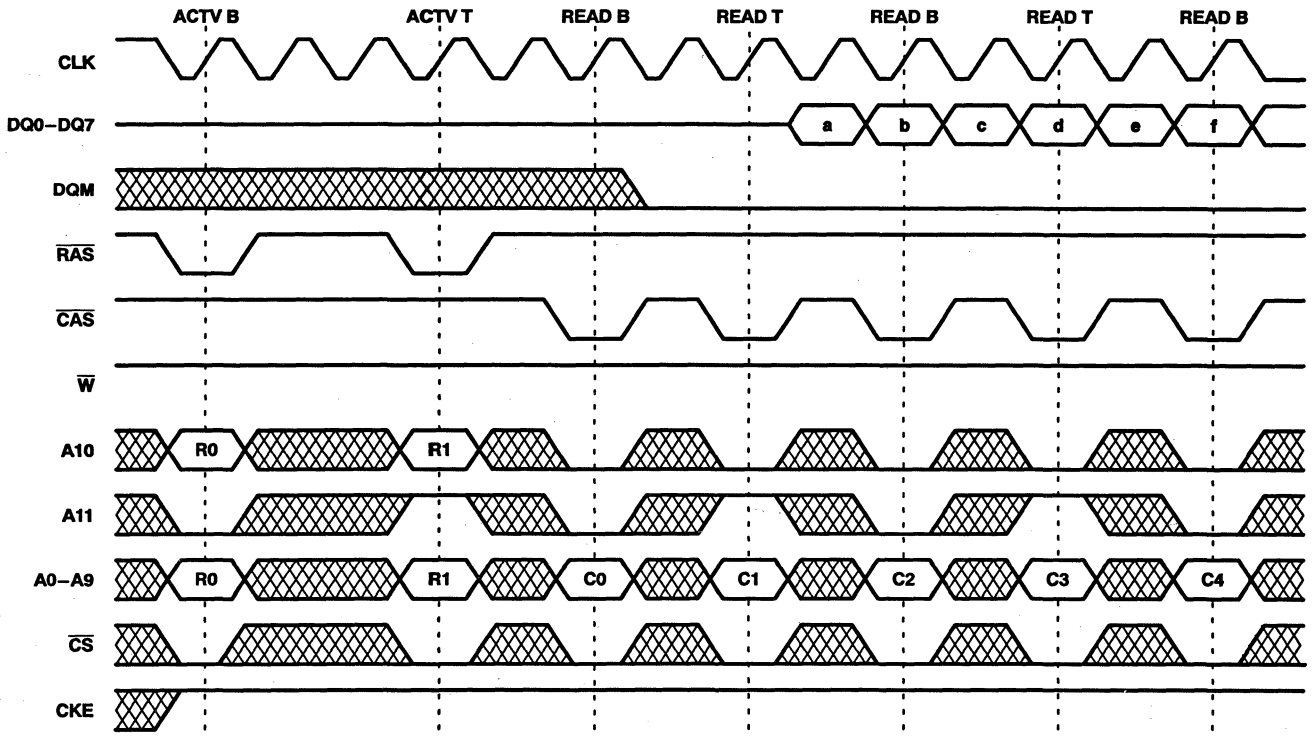 ACTV B ACTV T READ B READ T READ B READ T READ B
CLK
DQ0–DQ7 a b c d e f
DQM
RAS
CAS
W
A10 R0 R1
A11
A0–A9 R0 R1 C0 C1 C2 C3 C4
CS
CKE